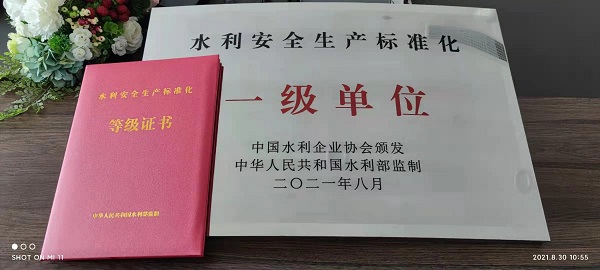 水利安全生产标准化
一级单位
中国水利企业协会颁发
中华人民共和国水利部监制
二〇二一年八月
水利安全生产标准化
等级证书
中华人民共和国水利部监制
SHOT ON MI 11
2021.8.30 10:55